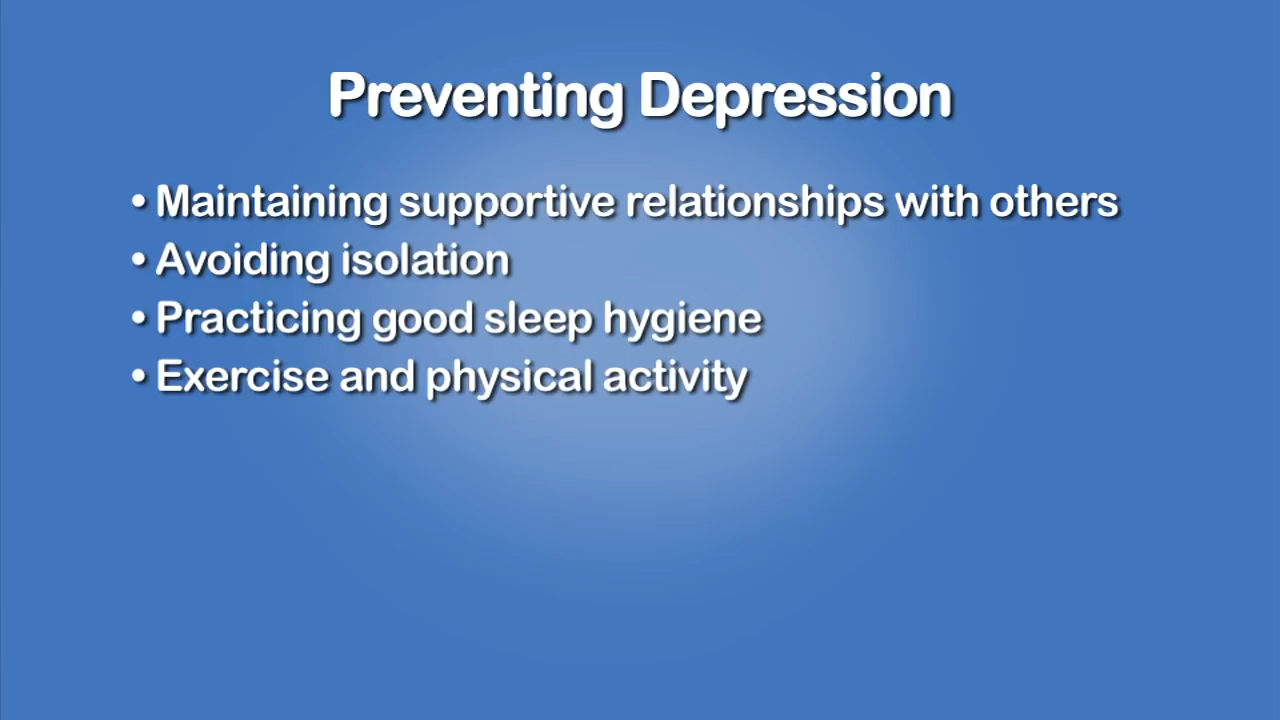 Preventing Depression
• Maintaining supportive relationships with others
• Avoiding isolation
• Practicing good sleep hygiene
• Exercise and physical activity